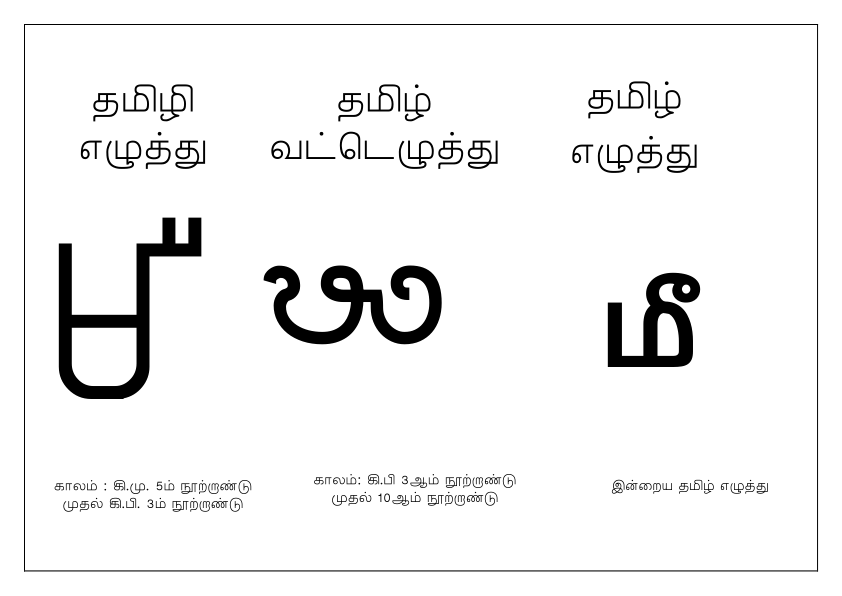 தமிழி
எழுத்து
தமிழ்
வட்டெழுத்து
தமிழ்
எழுத்து
𑀫𑀻
மீ
காலம் : கி.மு. 5ம் நூற்றாண்டு
முதல் கி.பி. 3ம் நூற்றாண்டு
காலம்: கி.பி 3ஆம் நூற்றாண்டு
முதல் 10ஆம் நூற்றாண்டு
இன்றைய தமிழ் எழுத்து